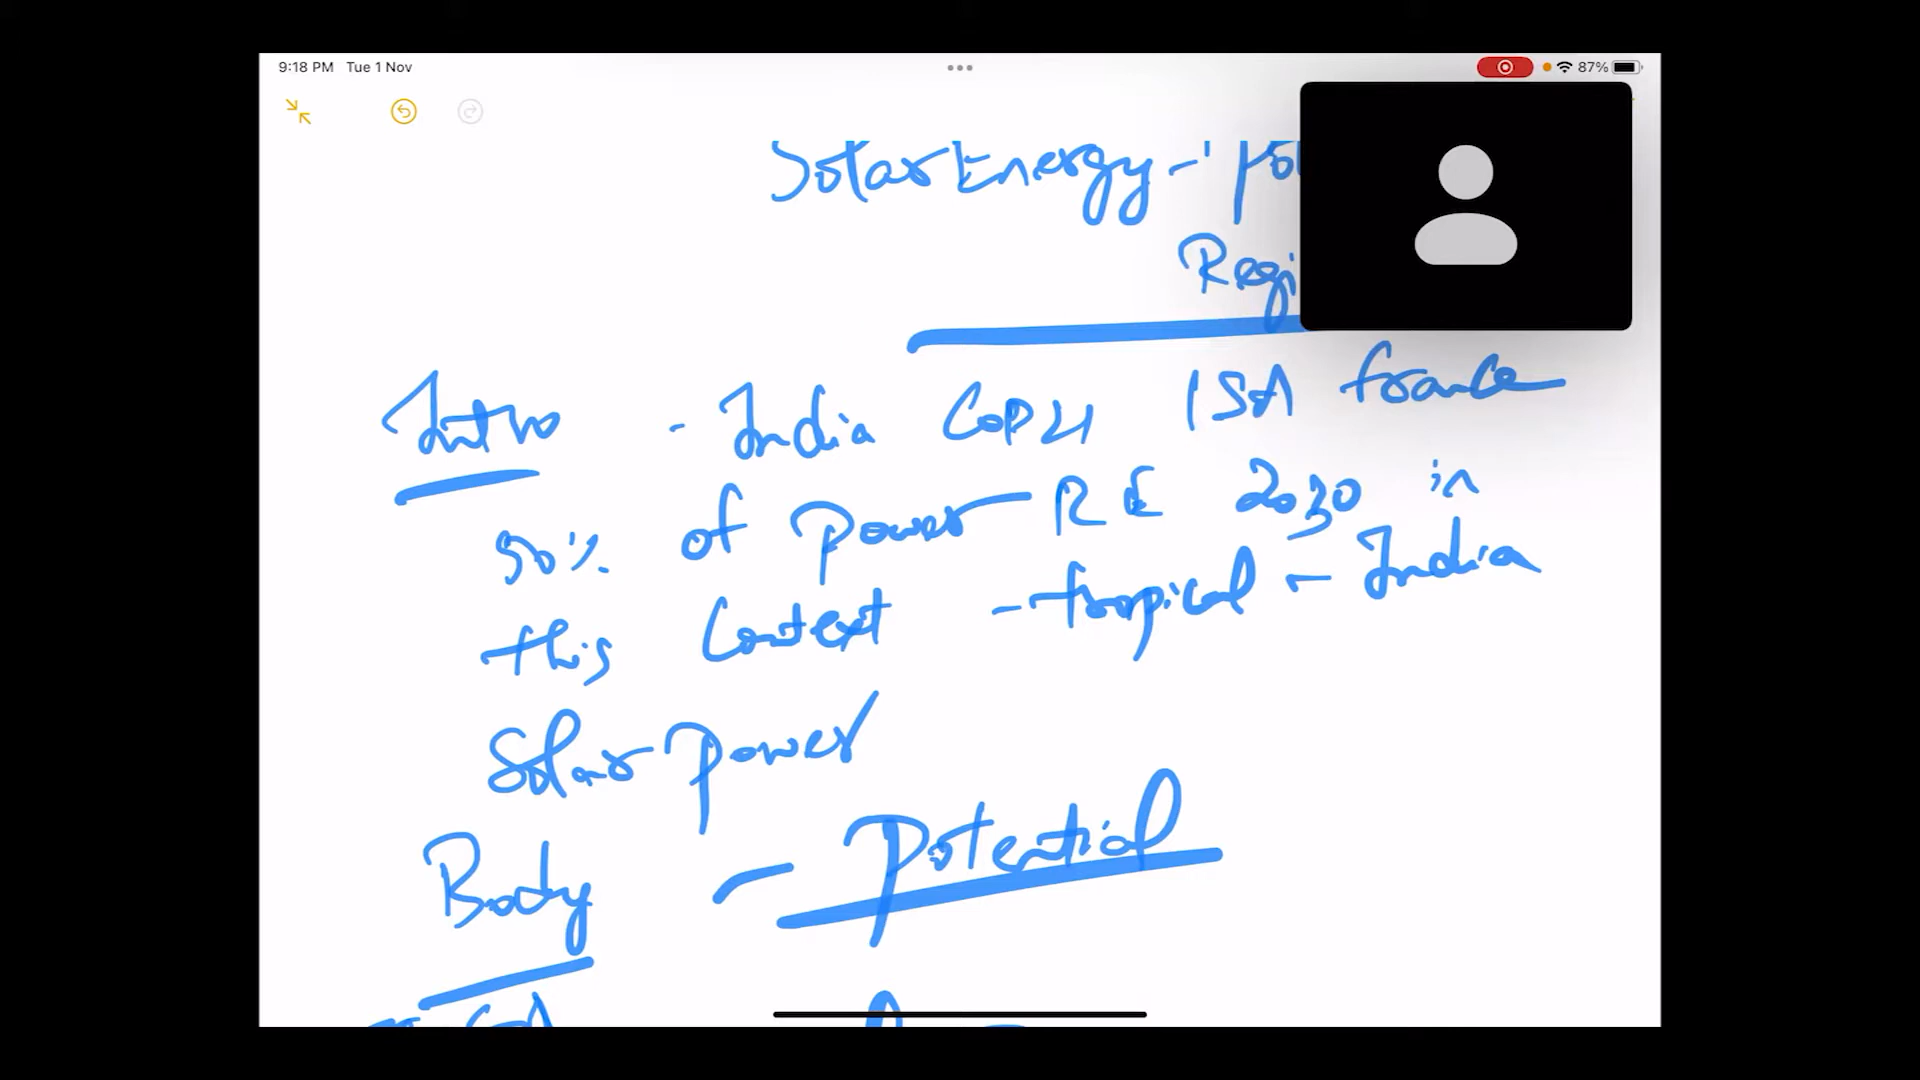 9:18 PM Tue 1 Nov
87%
Solar Energy -
Regi
Intro - India COP21 ISA france
50% of Power RE 2030 in
this Context - tropical - India
Solar Power
Body - Potential